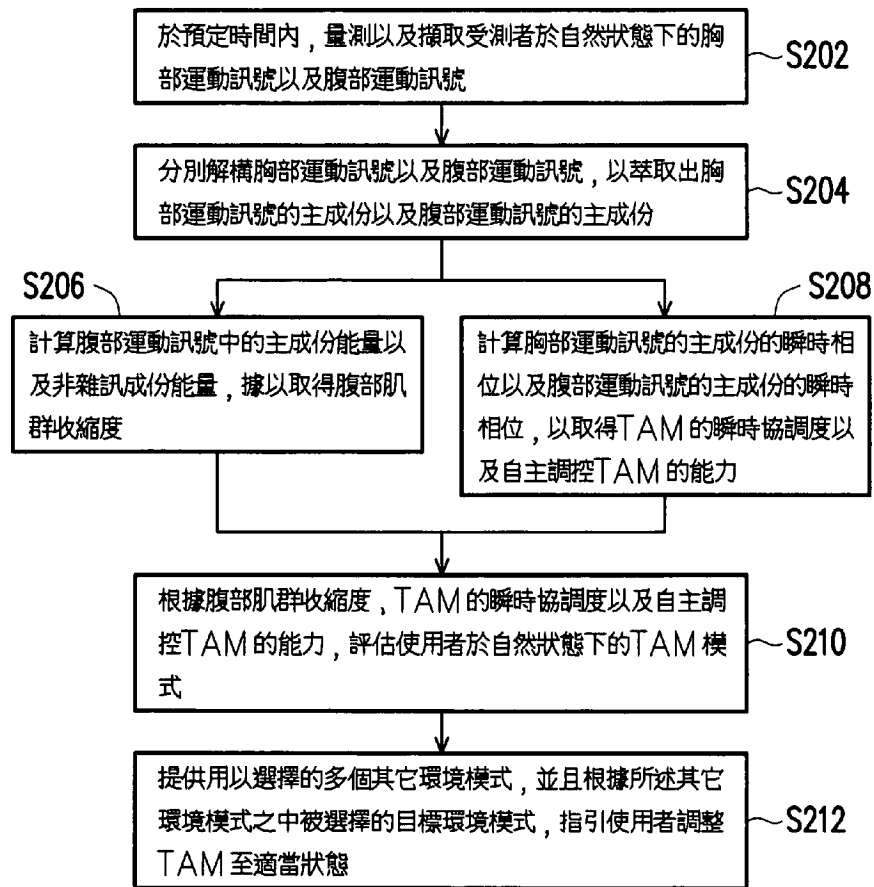 於預定時間內，量測以及擷取受測者於自然狀態下的胸
部運動訊號以及腹部運動訊號
S202
分別解構胸部運動訊號以及腹部運動訊號，以萃取出胸
部運動訊號的主成份以及腹部運動訊號的主成份
S204
S206
計算腹部運動訊號中的主成份能量以
及非雜訊成份能量，據以取得腹部肌
群收縮度
S208
計算胸部運動訊號的主成份的瞬時相
位以及腹部運動訊號的主成份的瞬時
相位，以取得TAM的瞬時協調度以
及自主調控TAM的能力
根據腹部肌群收縮度，TAM的瞬時協調度以及自主調
控TAM的能力，評估使用者於自然狀態下的TAM模
式
S210
提供用以選擇的多個其它環境模式，並且根據所述其它
環境模式之中被選擇的目標環境模式，指引使用者調整
TAM至適當狀態
S212